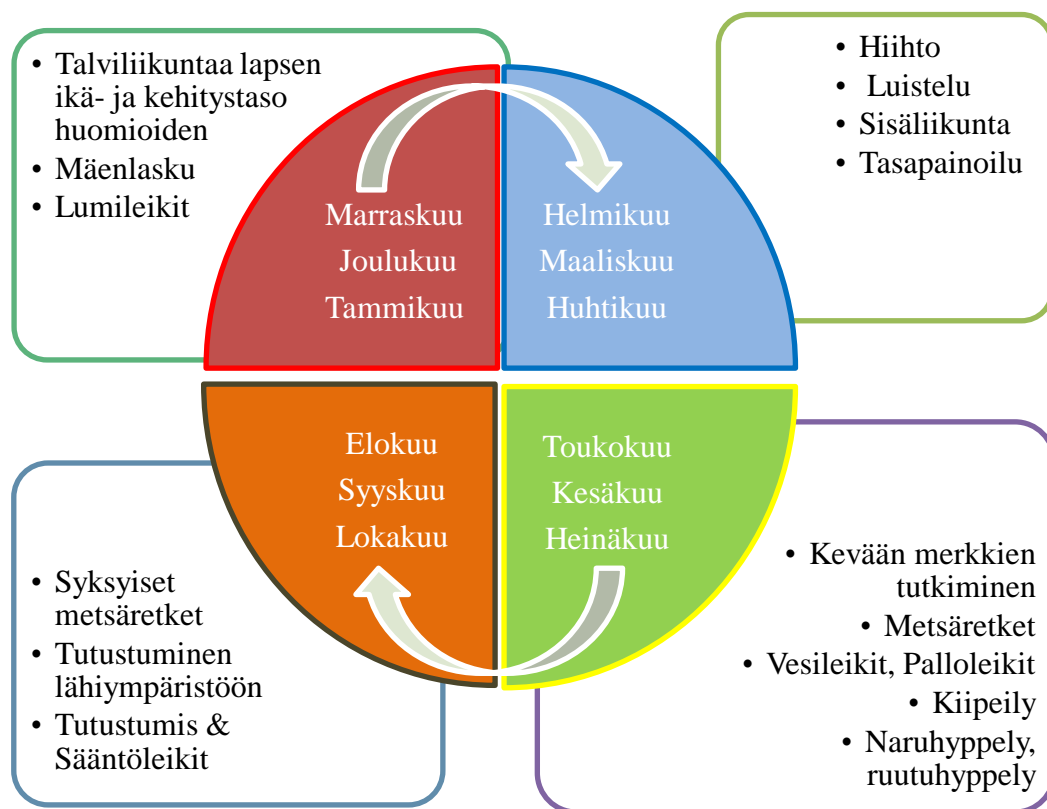 • Talviliikuntaa lapsen
ikä- ja kehitystaso
huomioiden
• Mäenlasku
• Lumileikit
• Hiihto
• Luistelu
• Sisäliikunta
• Tasapainoilu
Marraskuu
Joulukuu
Tammikuu
Helmikuu
Maaliskuu
Huhtikuu
Elokuu
Syyskuu
Lokakuu
Toukokuu
Kesäkuu
Heinäkuu
• Syksyiset
metsäretket
• Tutustuminen
lähiympäristöön
• Tutustumis &
Sääntöleikit
• Kevään merkkien
tutkiminen
• Metsäretket
• Vesileikit, Palloleikit
• Kiipeily
• Naruhyppely,
ruutuhyppely